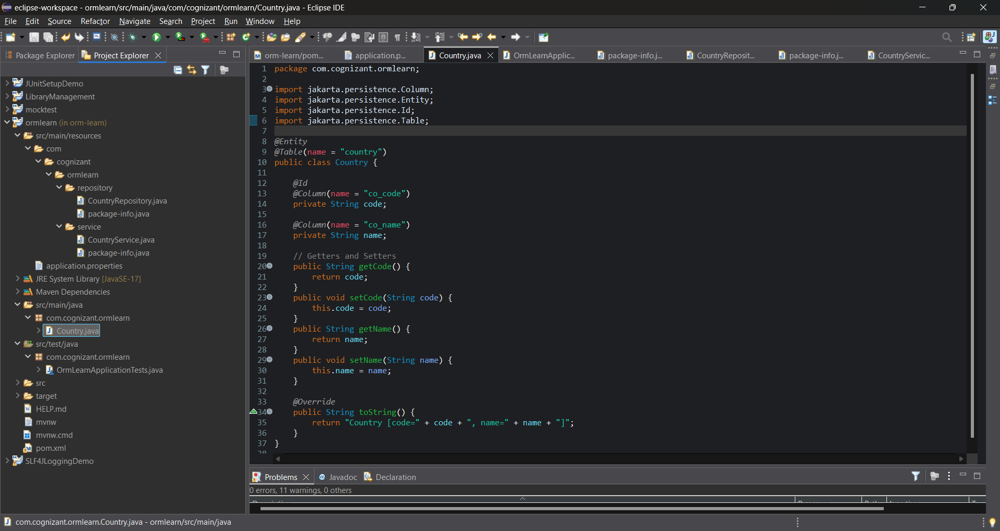 eclipse-workspace - ormlearn/src/main/java/com/cognizant/ormlearn/Country.java - Eclipse IDE
File Edit Source Refactor Navigate Search Project Run Window Help
Package Explorer Project Explorer
orm-learn/pom... application.p... Country.java OrmLearnApplic... package-info.j... CountryReposit... package-info.j... CountryServic...
JUnitSetupDemo
LibraryManagement
mocktest
ormlearn (in orm-learn)
src/main/resources
com
cognizant
ormlearn
repository
CountryRepository.java
package-info.java
service
CountryService.java
package-info.java
application.properties
JRE System Library [JavaSE-17]
Maven Dependencies
src/main/java
com.cognizant.ormlearn
Country.java
src/test/java
com.cognizant.ormlearn
OrmLearnApplicationTests.java
src
target
HELP.md
mvnw
mvnw.cmd
pom.xml
SLF4JLoggingDemo
1 package com.cognizant.ormlearn;
2
3 import jakarta.persistence.Column;
4 import jakarta.persistence.Entity;
5 import jakarta.persistence.Id;
6 import jakarta.persistence.Table;
7
8 @Entity
9 @Table(name = "country")
10 public class Country {
11
12 @Id
13 @Column(name = "co_code")
14 private String code;
15
16 @Column(name = "co_name")
17 private String name;
18
19 // Getters and Setters
20 public String getCode() {
21 return code;
22 }
23 public void setCode(String code) {
24 this.code = code;
25 }
26 public String getName() {
27 return name;
28 }
29 public void setName(String name) {
30 this.name = name;
31 }
32
33 @Override
34 public String toString() {
35 return "Country [code=" + code + ", name=" + name + "]";
36 }
37 }
Problems Javadoc Declaration
0 errors, 11 warnings, 0 others
com.cognizant.ormlearn.Country.java - ormlearn/src/main/java